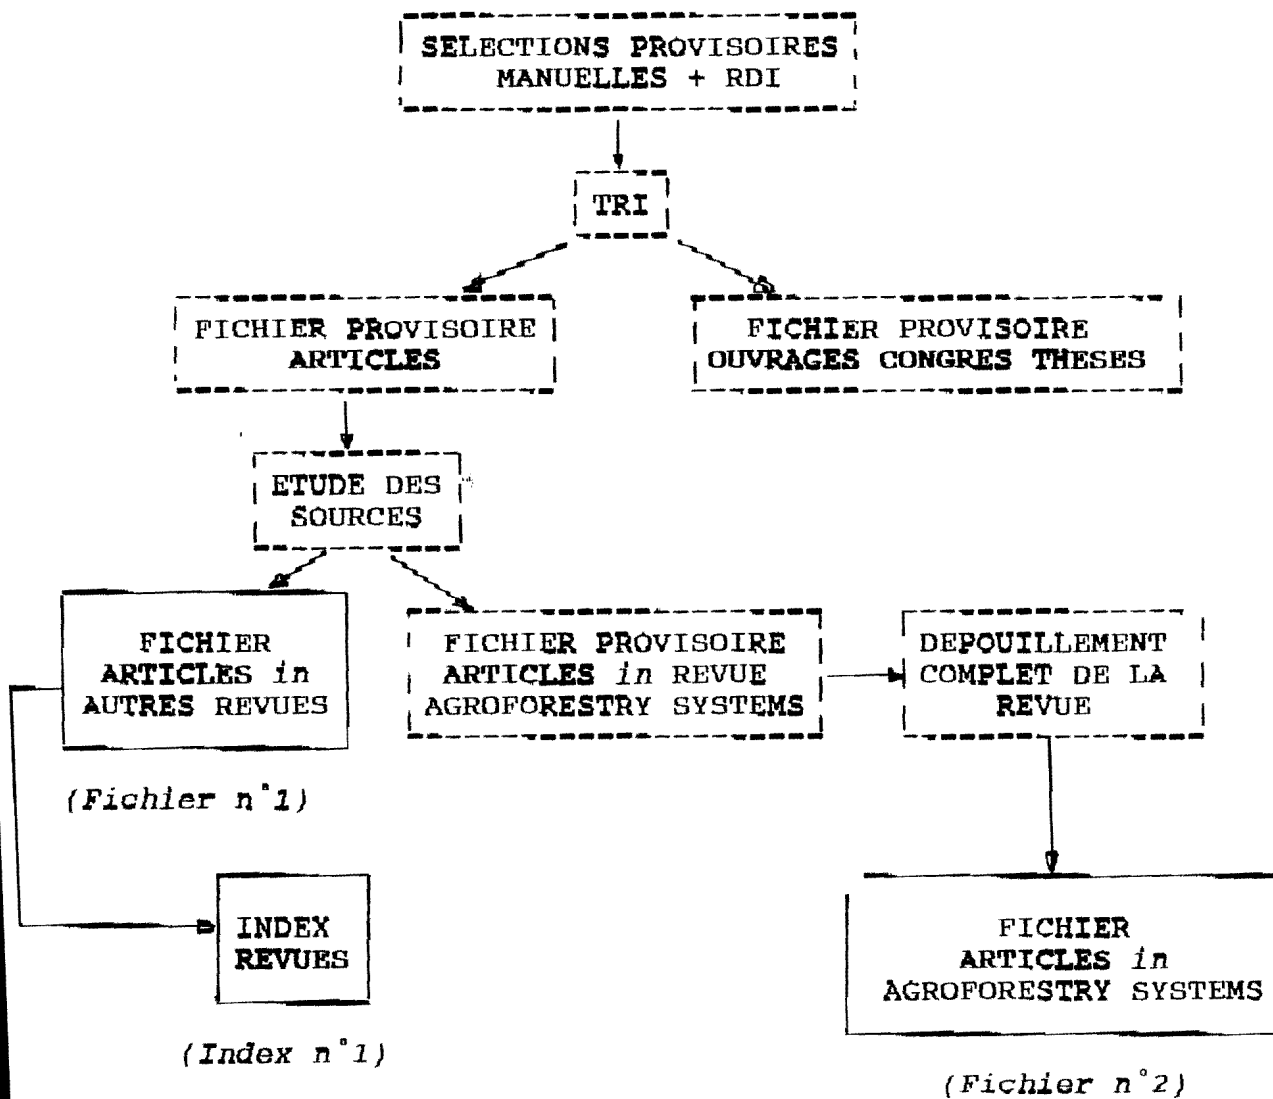 SELECTIONS PROVISOIRES
MANUELLES + RDI
TRI
FICHIER PROVISOIRE
ARTICLES
FICHIER PROVISOIRE
OUVRAGES CONGRES THESES
ETUDE DES
SOURCES
FICHIER
ARTICLES in
AUTRES REVUES
(Fichier n°1)
FICHIER PROVISOIRE
ARTICLES in REVUE
AGROFORESTRY SYSTEMS
DEPOUILLEMENT
COMPLET DE LA
REVUE
INDEX
REVUES
(Index n°1)
FICHIER
ARTICLES in
AGROFORESTRY SYSTEMS
(Fichier n°2)